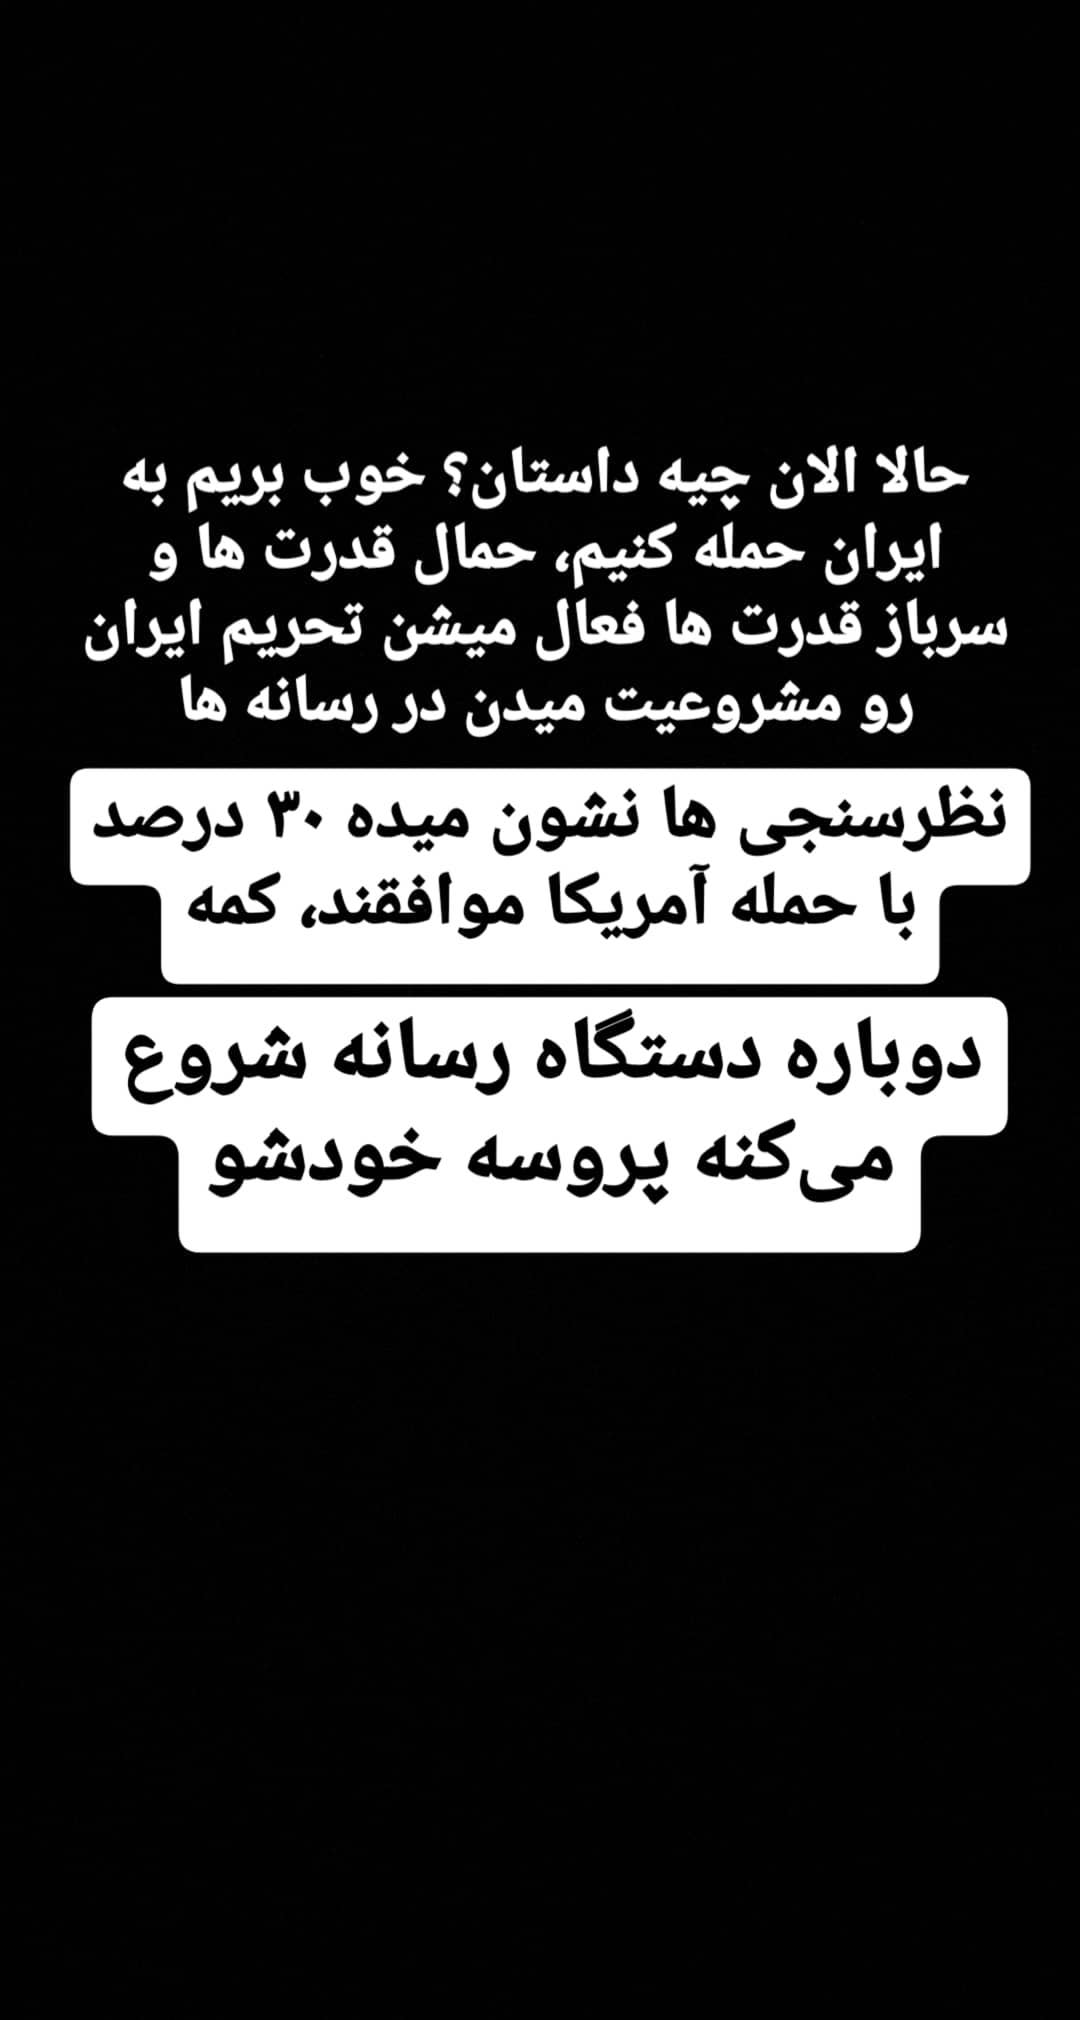 حالا الان چیه داستان؟ خوب بریم به
ایران حمله کنیم، حمال قدرت ها و
سرباز قدرت ها فعال میشن تحریم ایران
رو مشروعیت میدن در رسانه ها
نظرسنجی ها نشون میده ۳۰ درصد
با حمله آمریکا موافقند، کمه
دوباره دستگاه رسانه شروع
می‌کنه پروسه خودشو